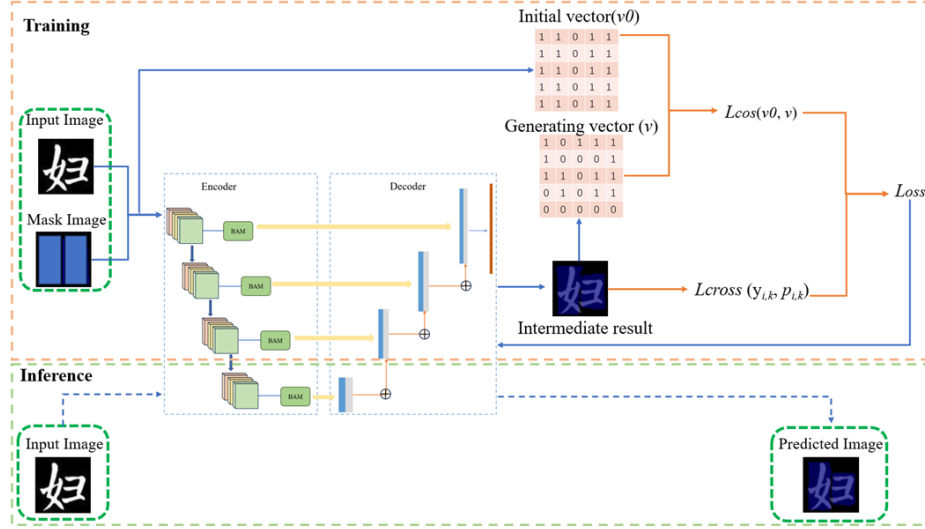 Training
Initial vector(v0)
1 1 0 1 1
1 1 0 1 1
1 1 0 1 1
1 1 0 1 1
1 1 0 1 1
Input Image
妇
Mask Image
Generating vector (v)
1 0 1 1 1
1 0 0 0 1
1 1 0 1 1
0 1 0 1 1
0 0 0 0 0
Lcos(v0, v)
Loss
Encoder
Decoder
BAM
BAM
BAM
BAM
妇
Intermediate result
Lcross (yi,k, pi,k)
Inference
Input Image
妇
Predicted Image
妇